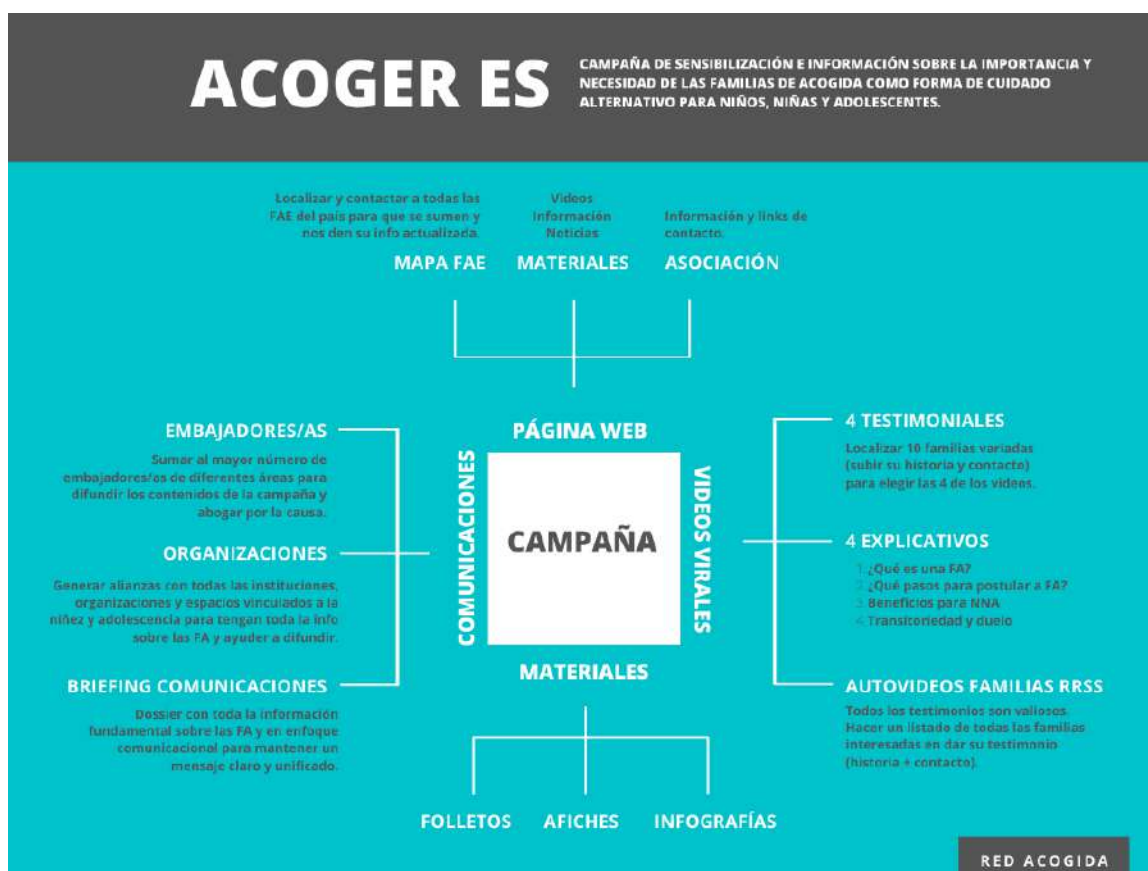 ACOGER ES
CAMPAÑA DE SENSIBILIZACIÓN E INFORMACIÓN SOBRE LA IMPORTANCIA Y
NECESIDAD DE LAS FAMILIAS DE ACOGIDA COMO FORMA DE CUIDADO
ALTERNATIVO PARA NIÑOS, NIÑAS Y ADOLESCENTES.
Localizar y contactar a todas las
FAE del país para que se sumen y
nos den su info actualizada.
MAPA FAE
Videos
Información
Noticias
MATERIALES
Información y links de
contacto.
ASOCIACIÓN
PÁGINA WEB
COMUNICACIONES
CAMPAÑA
VIDEOS VIRALES
MATERIALES
EMBAJADORES/AS
Sumar al mayor número de
embajadores/as de diferentes áreas para
difundir los contenidos de la campaña y
abogar por la causa.
ORGANIZACIONES
Generar alianzas con todas las instituciones,
organizaciones y espacios vinculados a la
niñez y adolescencia para tengan toda la info
sobre las FA y ayuder a difundir.
BRIEFING COMUNICACIONES
Dossier con toda la información
fundamental sobre las FA y en enfoque
comunicacional para mantener un
mensaje claro y unificado.
4 TESTIMONIALES
Localizar 10 familias variadas
(subir su historia y contacto)
para elegir las 4 de los videos.
4 EXPLICATIVOS
1. ¿Qué es una FA?
2. ¿Qué pasos para postular a FA?
3. Beneficios para NNA
4. Transitoriedad y duelo
AUTOVIDEOS FAMILIAS RRSS
Todos los testimonios son valiosos.
Hacer un listado de todas las familias
interesadas en dar su testimonio
(historia + contacto).
FOLLETOS
AFICHES
INFOGRAFÍAS
RED ACOGIDA